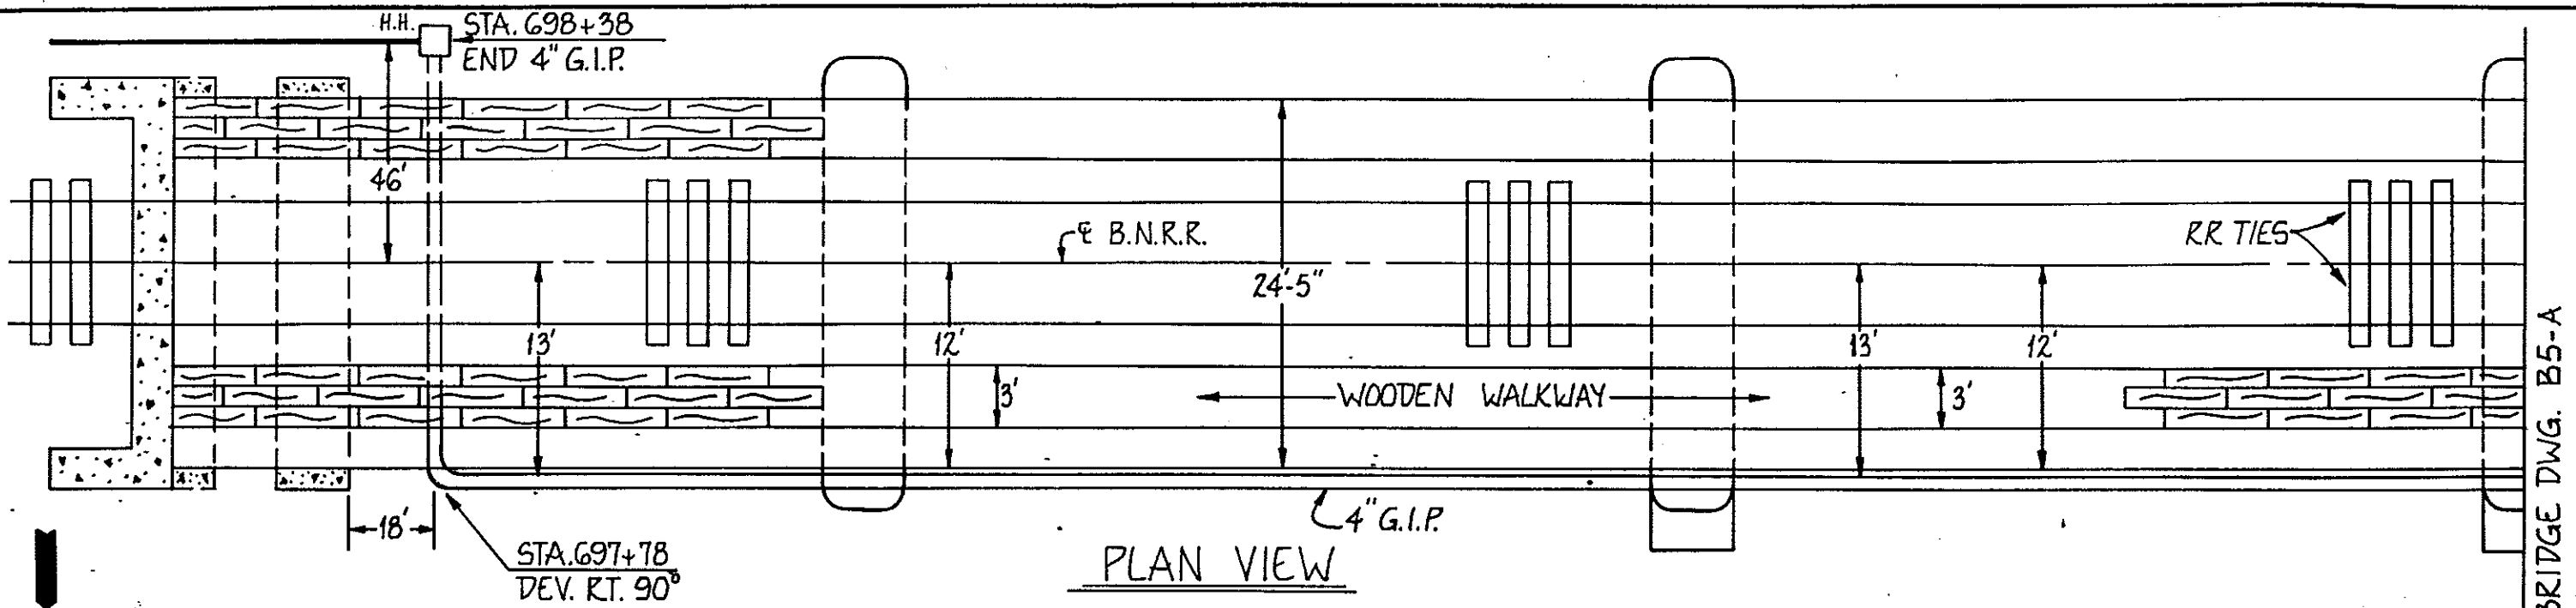 H.H.
STA. 698+38
END 4" G.I.P.
46'
℄ B.N.R.R.
RR TIES
24'-5"
13'
12'
13'
12'
3'
WOODEN WALKWAY
3'
18'
4" G.I.P.
STA. 697+78
DEV. RT. 90°
PLAN VIEW
BRIDGE DWG. B5-A